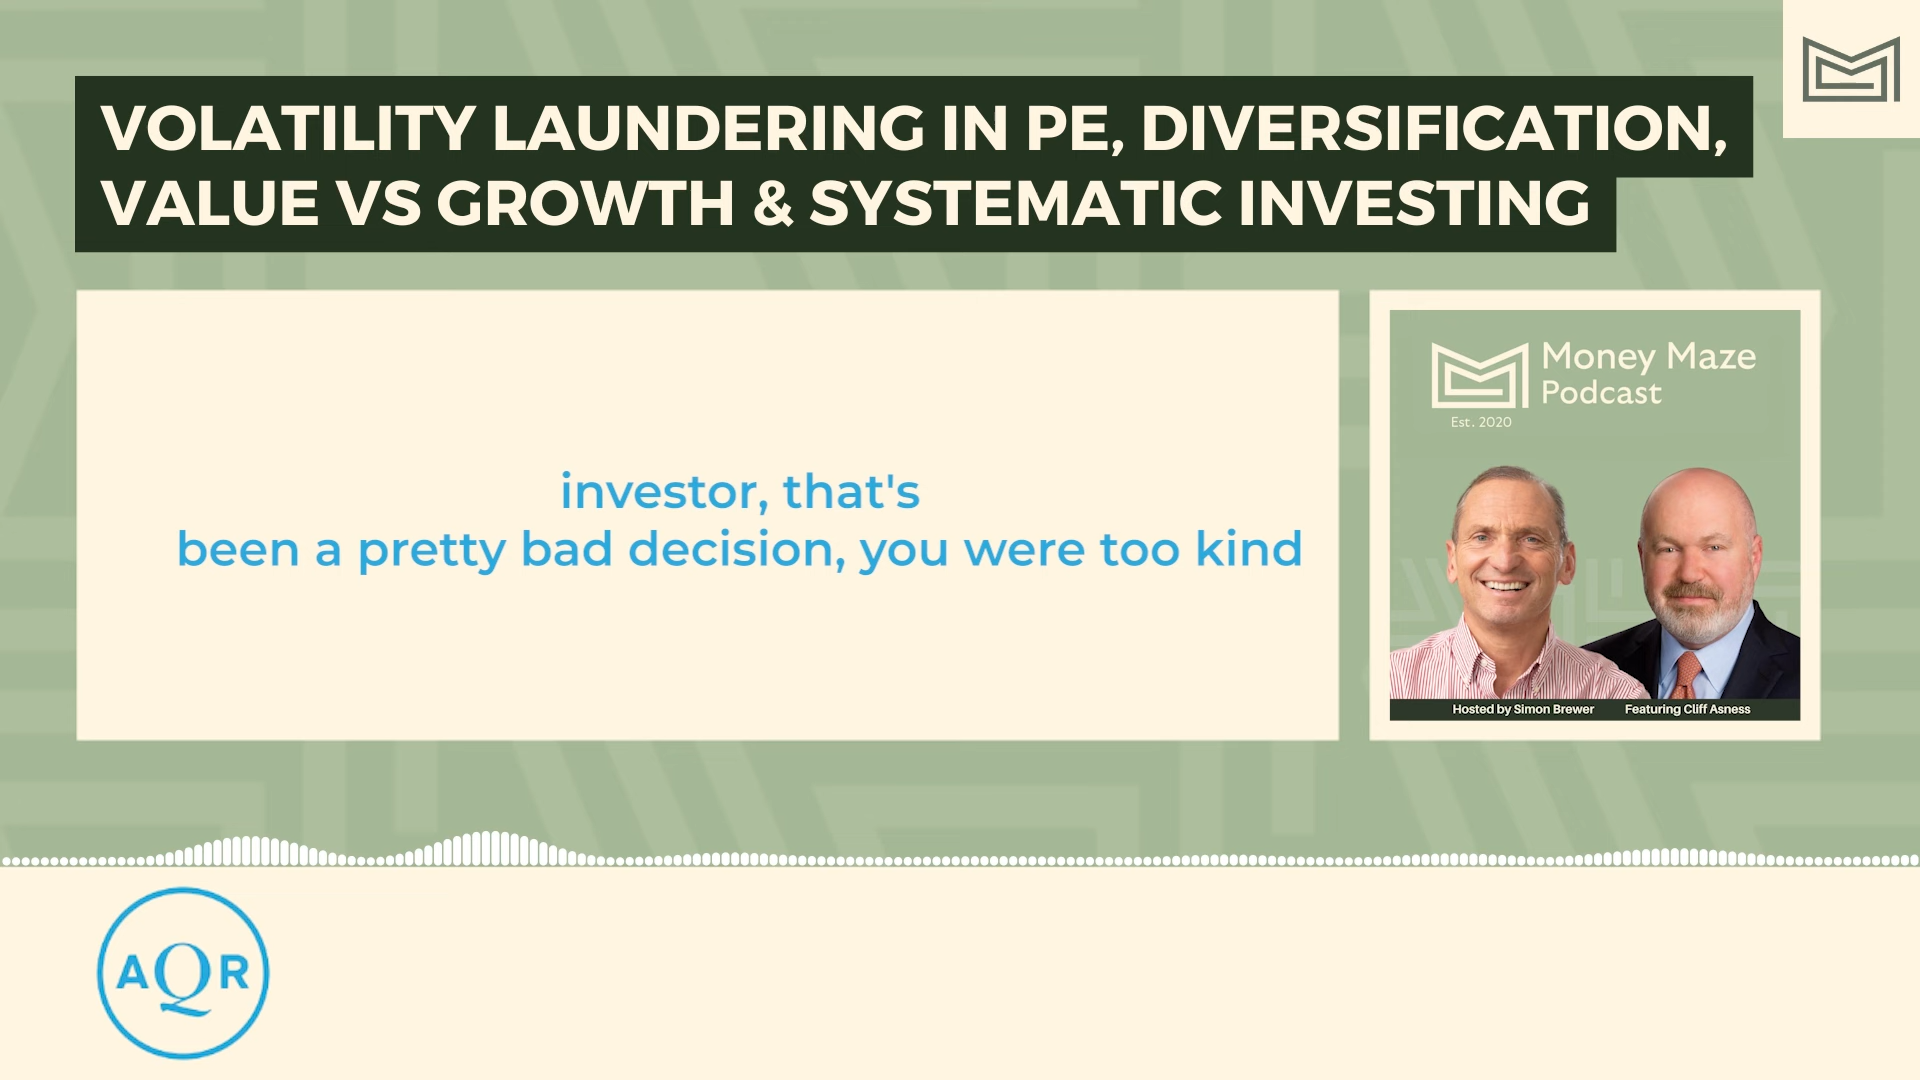 VOLATILITY LAUNDERING IN PE, DIVERSIFICATION,
VALUE VS GROWTH & SYSTEMATIC INVESTING
investor, that's
been a pretty bad decision, you were too kind
Money Maze
Podcast
Est. 2020
Hosted by Simon Brewer Featuring Cliff Asness
AQR